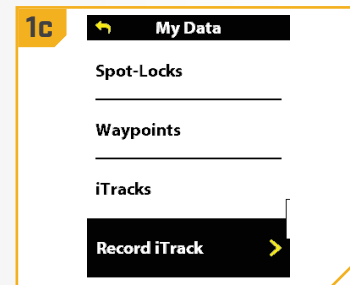 1c
My Data
Spot-Locks
Waypoints
iTracks
Record iTrack